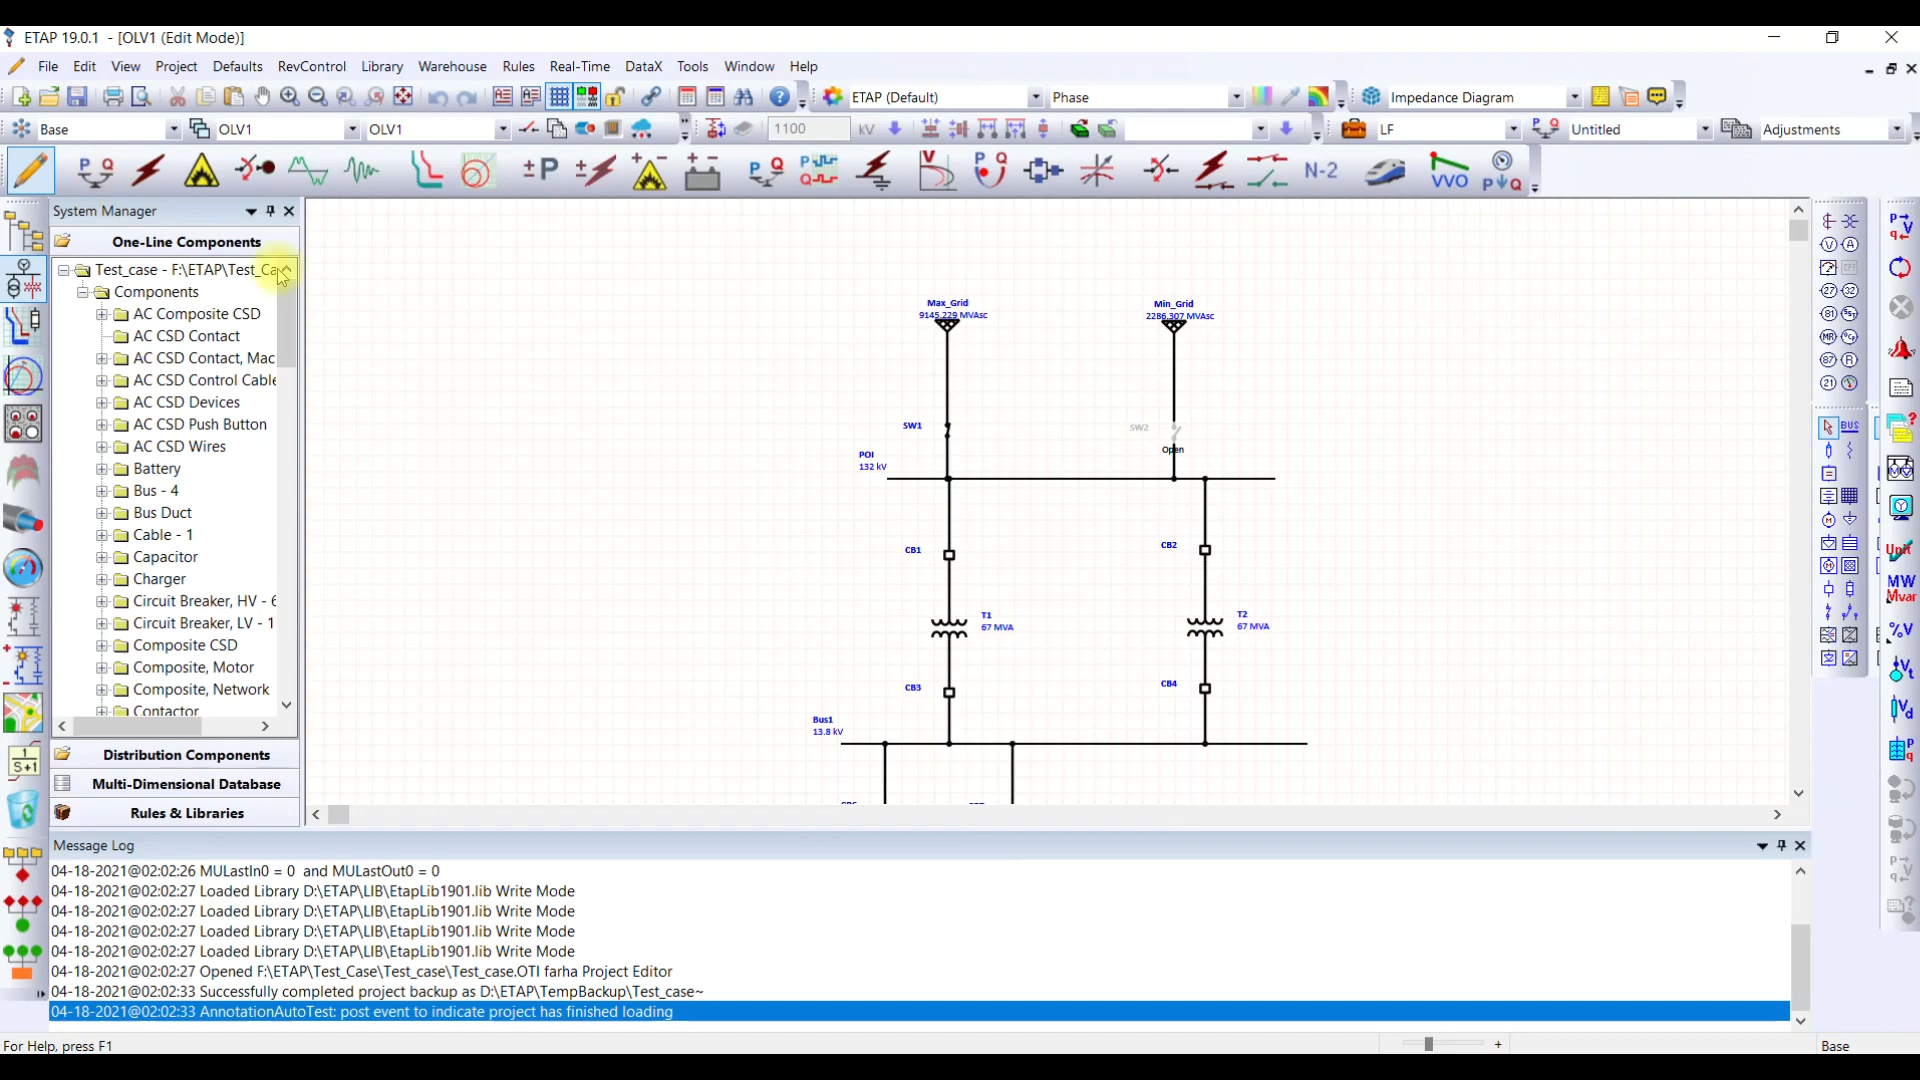 ETAP 19.0.1 - [OLV1 (Edit Mode)]
File Edit View Project Defaults RevControl Library Warehouse Rules Real-Time DataX Tools Window Help
ETAP (Default) Phase Impedance Diagram
Base OLV1 OLV1 1100 kV LF Untitled Adjustments
N-2 VVO
System Manager
One-Line Components
Test_case - F:\ETAP\Test_Ca
Components
AC Composite CSD
AC CSD Contact
AC CSD Contact, Mac
AC CSD Control Cable
AC CSD Devices
AC CSD Push Button
AC CSD Wires
Battery
Bus - 4
Bus Duct
Cable - 1
Capacitor
Charger
Circuit Breaker, HV - 6
Circuit Breaker, LV - 1
Composite CSD
Composite, Motor
Composite, Network
Contactor
Distribution Components
Multi-Dimensional Database
Rules & Libraries
Max_Grid
9145.229 MVAsc
Min_Grid
2286.307 MVAsc
SW1
SW2
Open
POI
132 kV
CB1
CB2
T1
67 MVA
T2
67 MVA
CB3
CB4
Bus1
13.8 kV
BUS
Unit
MW
Mvar
%V
Message Log
04-18-2021@02:02:26 MULastIn0 = 0 and MULastOut0 = 0
04-18-2021@02:02:27 Loaded Library D:\ETAP\LIB\EtapLib1901.lib Write Mode
04-18-2021@02:02:27 Loaded Library D:\ETAP\LIB\EtapLib1901.lib Write Mode
04-18-2021@02:02:27 Loaded Library D:\ETAP\LIB\EtapLib1901.lib Write Mode
04-18-2021@02:02:27 Loaded Library D:\ETAP\LIB\EtapLib1901.lib Write Mode
04-18-2021@02:02:27 Opened F:\ETAP\Test_Case\Test_case\Test_case.OTI farha Project Editor
04-18-2021@02:02:33 Successfully completed project backup as D:\ETAP\TempBackup\Test_case~
04-18-2021@02:02:33 AnnotationAutoTest: post event to indicate project has finished loading
For Help, press F1
Base